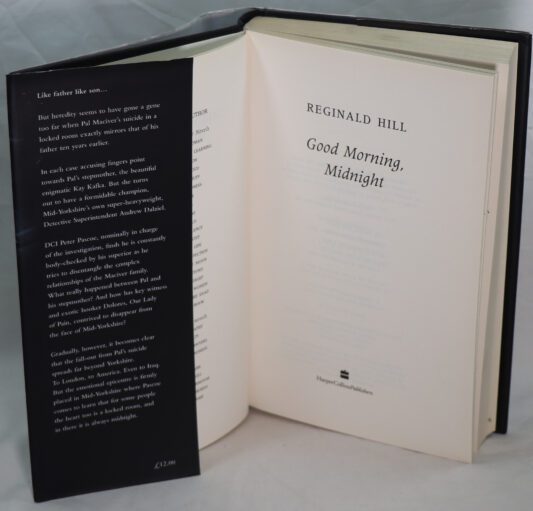 Like father like son...
But heredity seems to have gone a gene
too far when Pal Maciver's suicide in a
locked room exactly mirrors that of his
father ten years earlier.
In each case accusing fingers point
towards Pal's stepmother, the beautiful
enigmatic Kay Kafka. But she turns
out to have a formidable champion,
Mid-Yorkshire's own super-heavyweight,
Detective Superintendent Andrew Dalziel.
DCI Peter Pascoe, nominally in charge
of the investigation, finds he is constantly
body-checked by his superior as he
tries to disentangle the complex
relationships of the Maciver family.
What really happened between Pal and
his stepmother? And how has key witness
and exotic hooker Dolores, Our Lady
of Pain, contrived to disappear from
the face of Mid-Yorkshire?
Gradually, however, it becomes clear
that the fall-out from Pal's suicide
spreads far beyond Yorkshire.
To London, to America. Even to Iraq.
But the emotional epicentre is firmly
placed in Mid-Yorkshire where Pascoe
comes to learn that for some people
the heart too is a locked room, and
in there it is always midnight.
REGINALD HILL
Good Morning,
Midnight
HarperCollinsPublishers